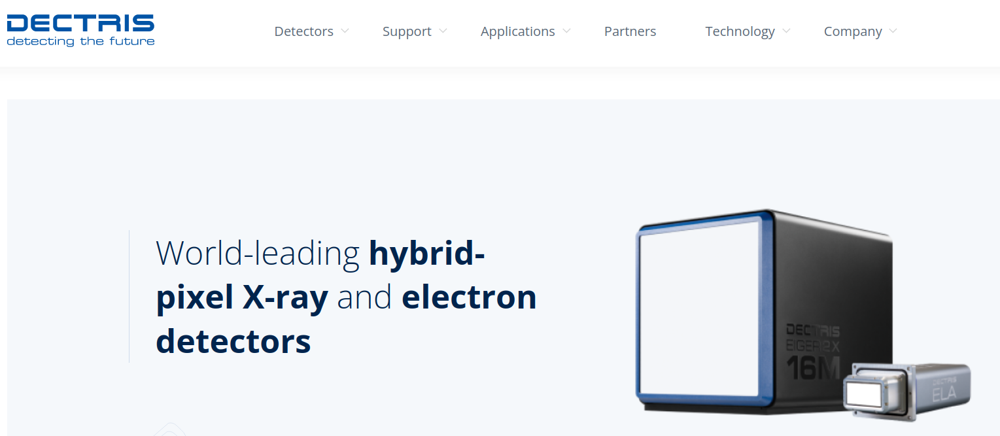 DECTRIS
detecting the future
Detectors
Support
Applications
Partners
Technology
Company
World-leading hybrid-
pixel X-ray and electron
detectors
DECTRIS
EIGER2 X
16M
DECTRIS
ELA